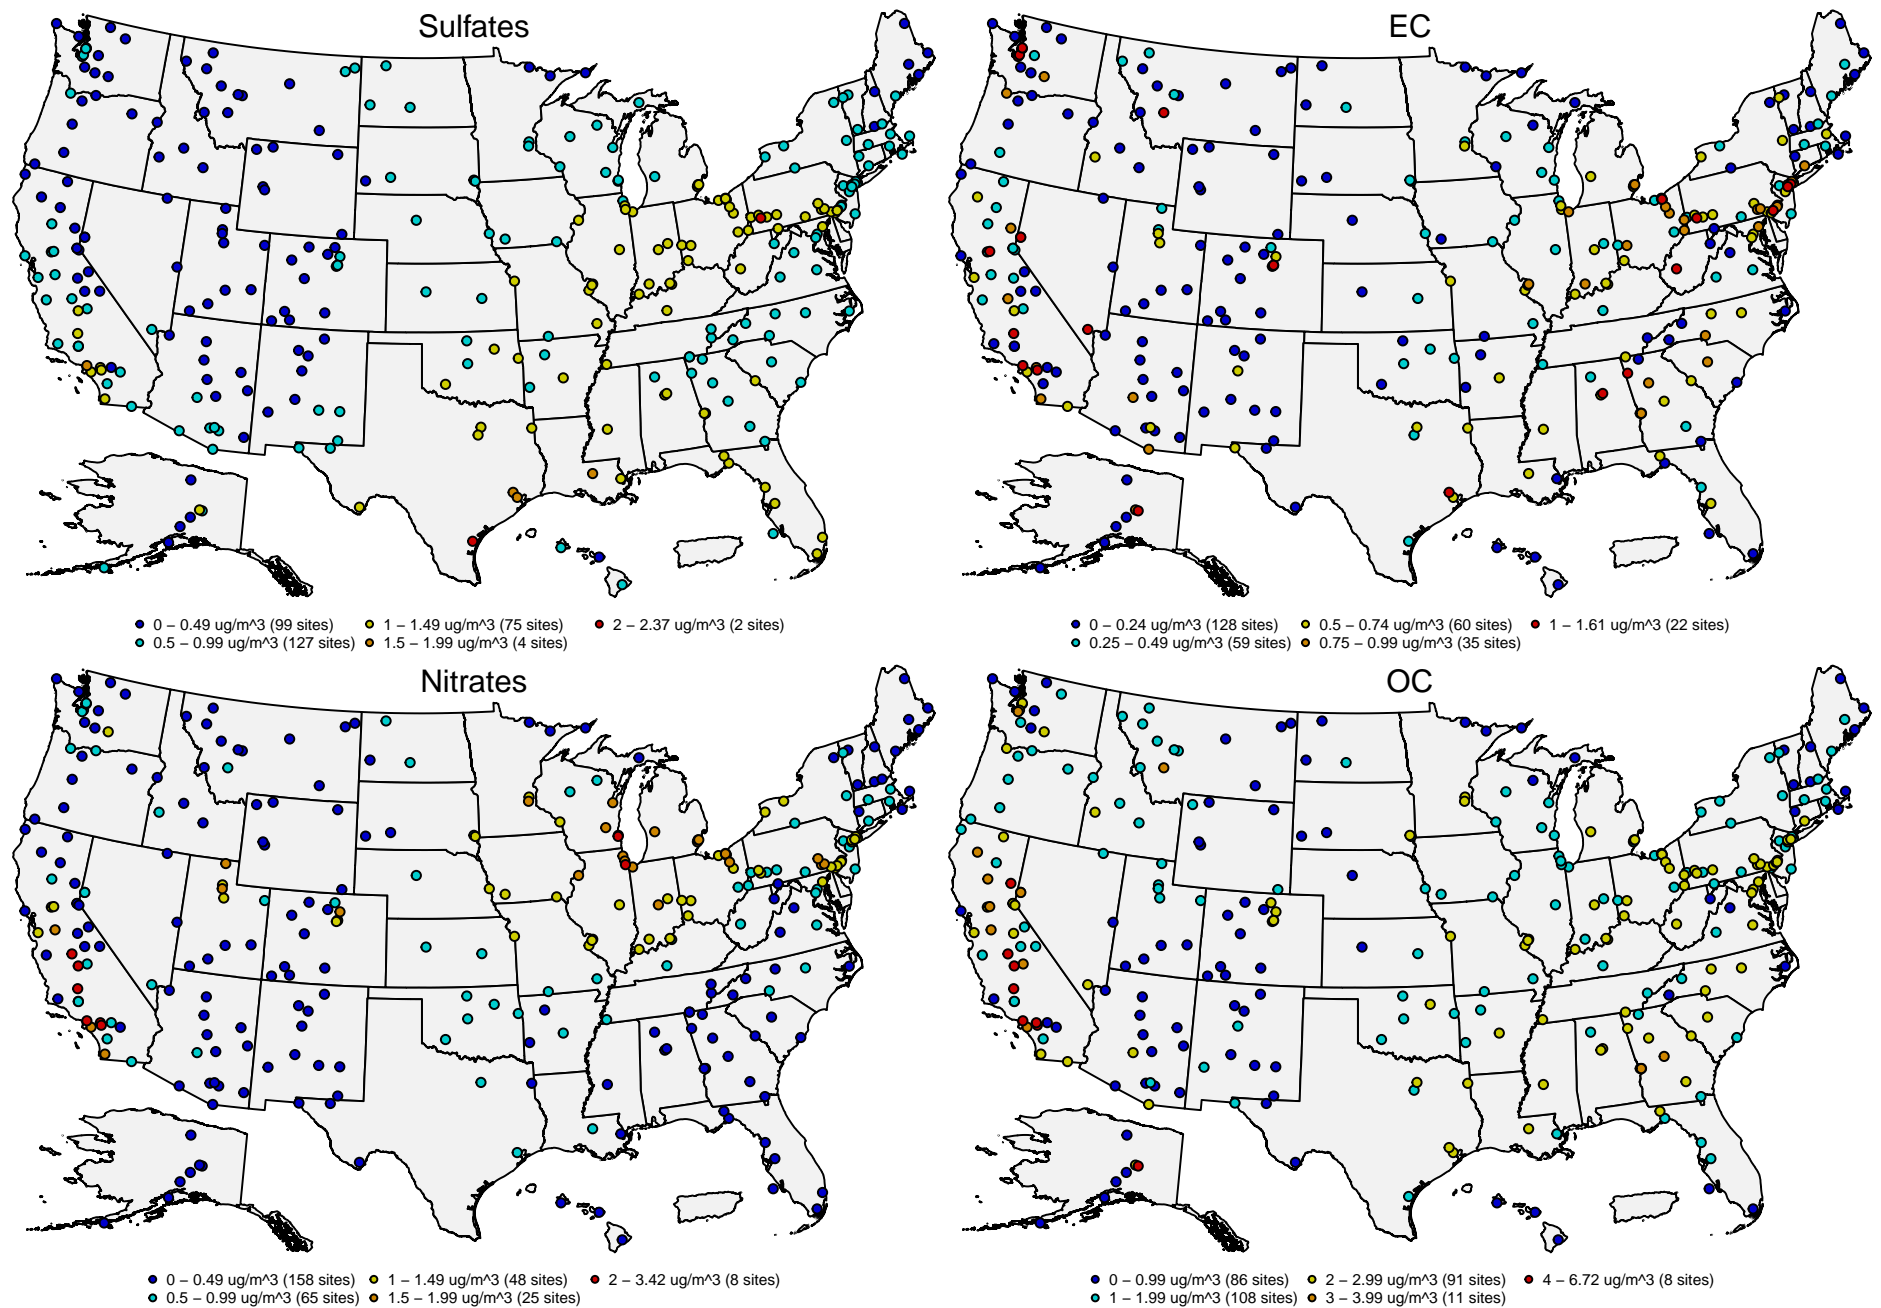 Sulfates
0 – 0.49 ug/m^3 (99 sites) 1 – 1.49 ug/m^3 (75 sites) 2 – 2.37 ug/m^3 (2 sites)
0.5 – 0.99 ug/m^3 (127 sites) 1.5 – 1.99 ug/m^3 (4 sites)
EC
0 – 0.24 ug/m^3 (128 sites) 0.5 – 0.74 ug/m^3 (60 sites) 1 – 1.61 ug/m^3 (22 sites)
0.25 – 0.49 ug/m^3 (59 sites) 0.75 – 0.99 ug/m^3 (35 sites)
Nitrates
0 – 0.49 ug/m^3 (158 sites) 1 – 1.49 ug/m^3 (48 sites) 2 – 3.42 ug/m^3 (8 sites)
0.5 – 0.99 ug/m^3 (65 sites) 1.5 – 1.99 ug/m^3 (25 sites)
OC
0 – 0.99 ug/m^3 (86 sites) 2 – 2.99 ug/m^3 (91 sites) 4 – 6.72 ug/m^3 (8 sites)
1 – 1.99 ug/m^3 (108 sites) 3 – 3.99 ug/m^3 (11 sites)